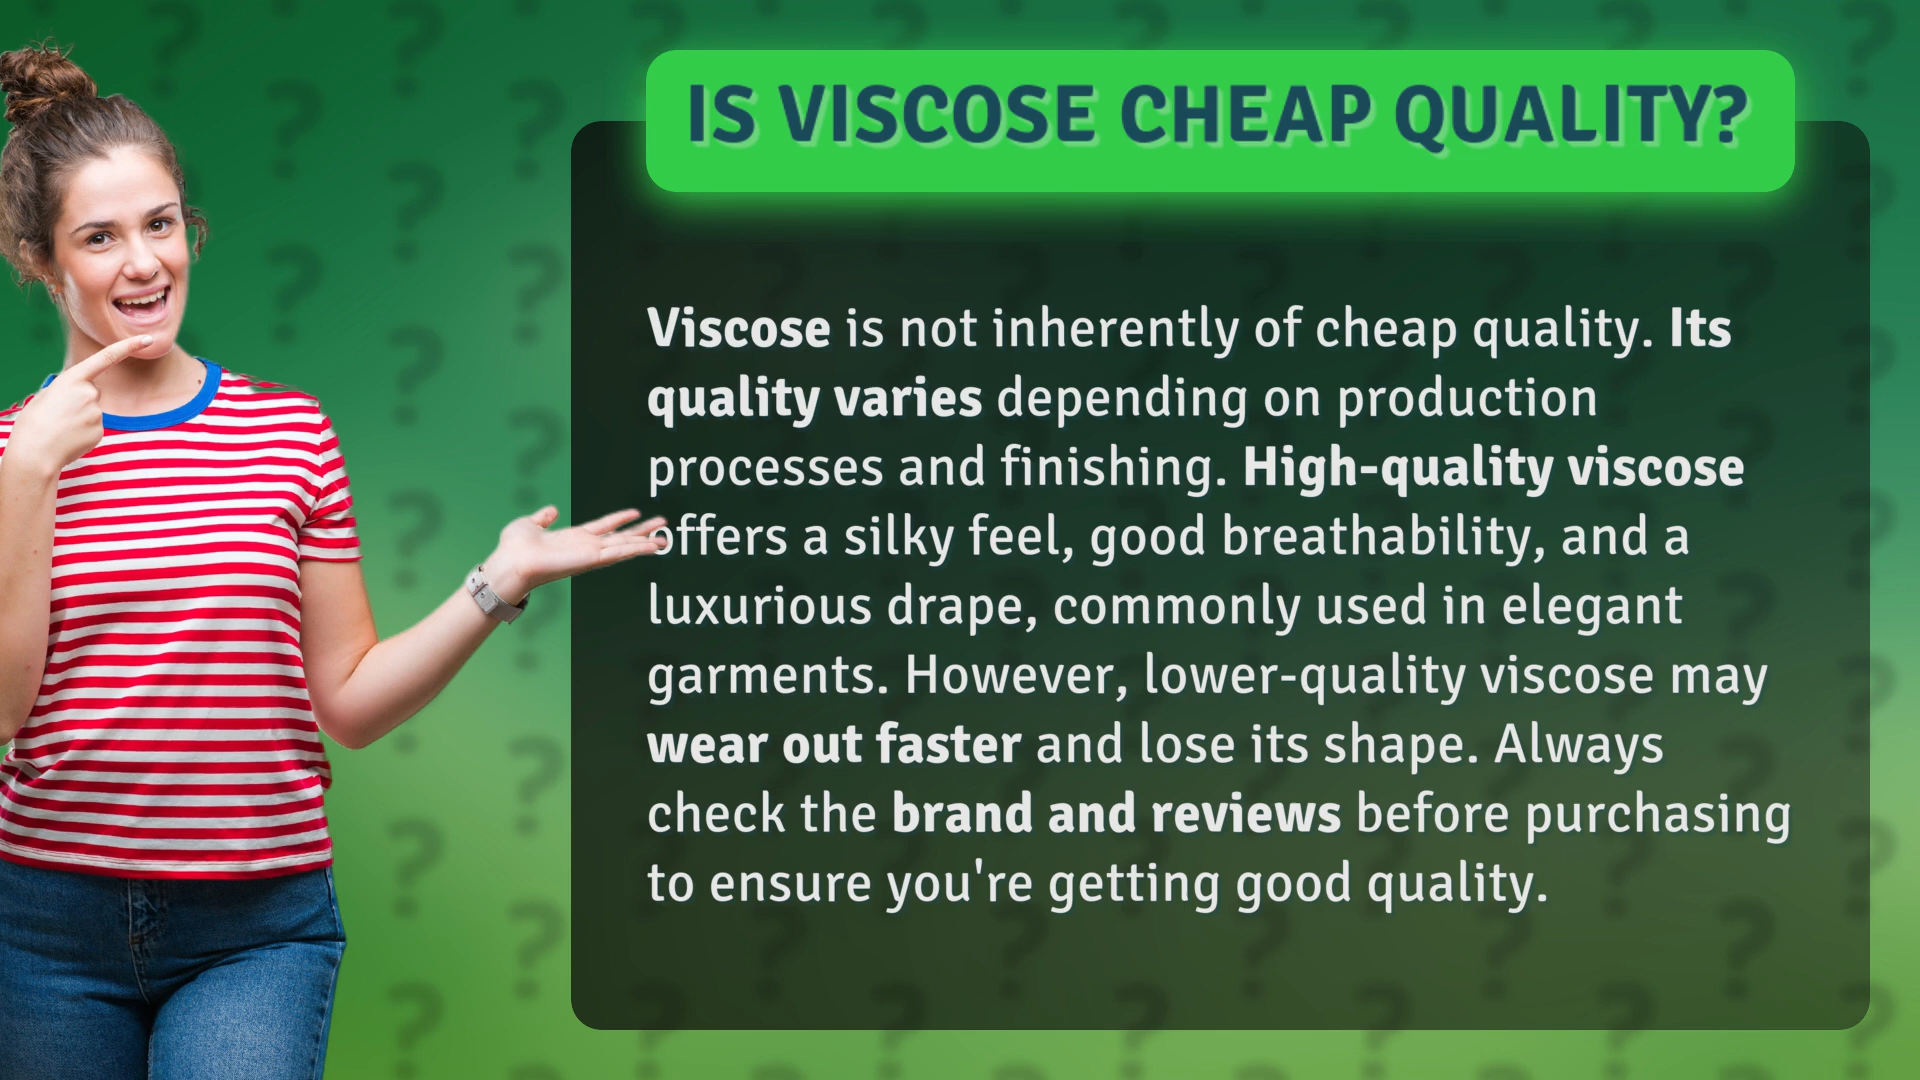 IS VISCOSE CHEAP QUALITY?
Viscose is not inherently of cheap quality. Its
quality varies depending on production
processes and finishing. High-quality viscose
offers a silky feel, good breathability, and a
luxurious drape, commonly used in elegant
garments. However, lower-quality viscose may
wear out faster and lose its shape. Always
check the brand and reviews before purchasing
to ensure you're getting good quality.